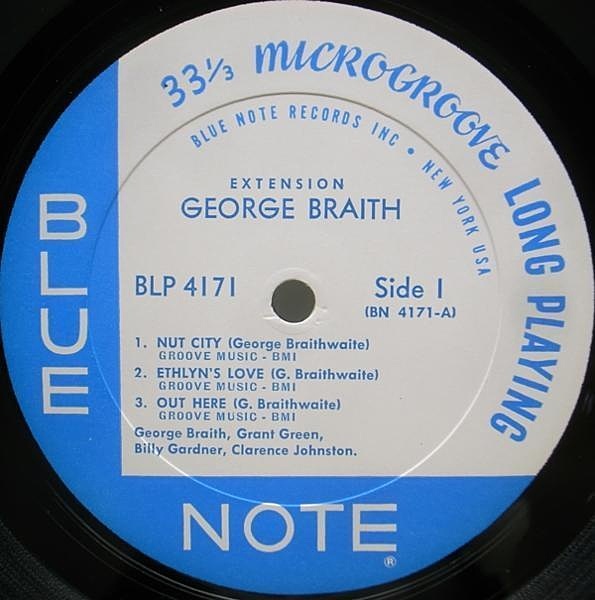 33⅓ MICROGROOVE LONG PLAYING
BLUE NOTE RECORDS INC • NEW YORK USA
EXTENSION
GEORGE BRAITH
BLP 4171
Side 1
(BN 4171-A)
1. NUT CITY (George Braithwaite)
GROOVE MUSIC - BMI
2. ETHLYN'S LOVE (G. Braithwaite)
GROOVE MUSIC - BMI
3. OUT HERE (G. Braithwaite)
GROOVE MUSIC - BMI
George Braith, Grant Green,
Billy Gardner, Clarence Johnston.
BLUE
NOTE®